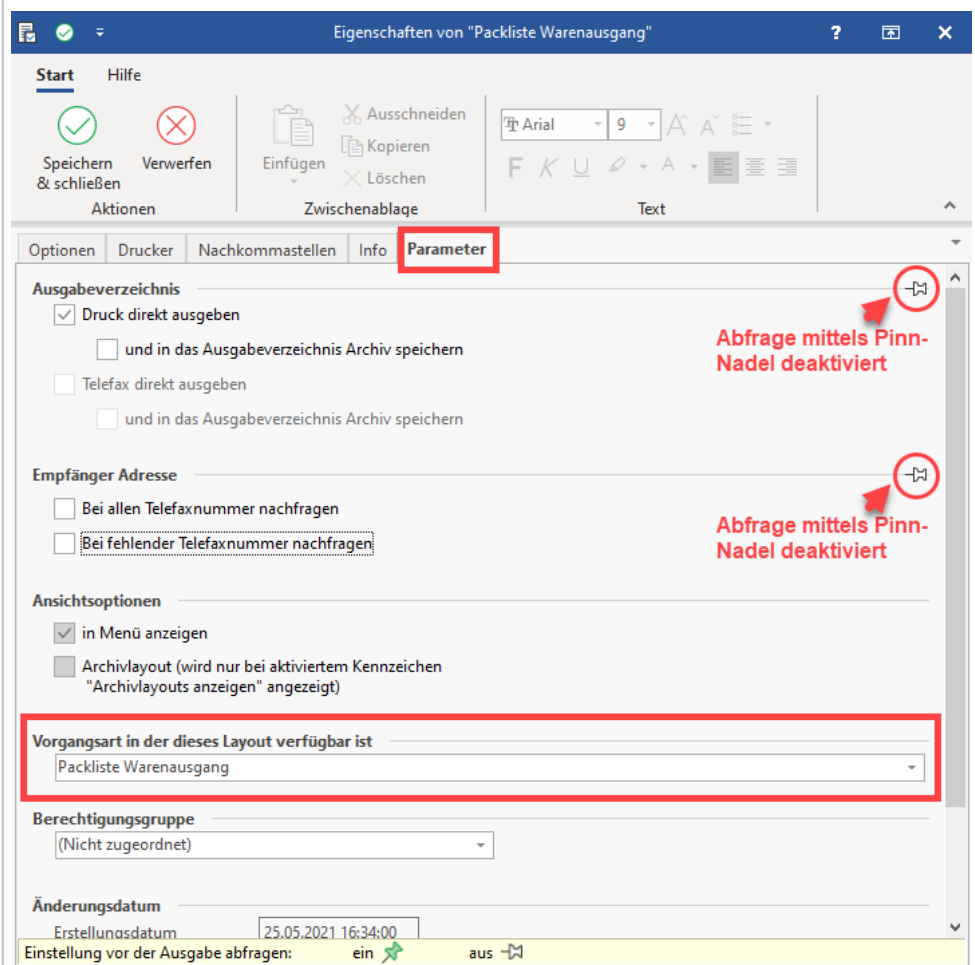 Eigenschaften von "Packliste Warenausgang"
?
Start Hilfe
Speichern & schließen
Verwerfen
Aktionen
Einfügen
Ausschneiden
Kopieren
Löschen
Zwischenablage
Arial 9
F K U A
Text
Optionen Drucker Nachkommastellen Info Parameter
Ausgabeverzeichnis
Druck direkt ausgeben
und in das Ausgabeverzeichnis Archiv speichern
Telefax direkt ausgeben
und in das Ausgabeverzeichnis Archiv speichern
Abfrage mittels Pinn-
Nadel deaktiviert
Empfänger Adresse
Bei allen Telefaxnummer nachfragen
Bei fehlender Telefaxnummer nachfragen
Abfrage mittels Pinn-
Nadel deaktiviert
Ansichtsoptionen
in Menü anzeigen
Archivlayout (wird nur bei aktiviertem Kennzeichen
"Archivlayouts anzeigen" angezeigt)
Vorgangsart in der dieses Layout verfügbar ist
Packliste Warenausgang
Berechtigungsgruppe
(Nicht zugeordnet)
Änderungsdatum
Erstellungsdatum 25.05.2021 16:34:00
Einstellung vor der Ausgabe abfragen: ein aus